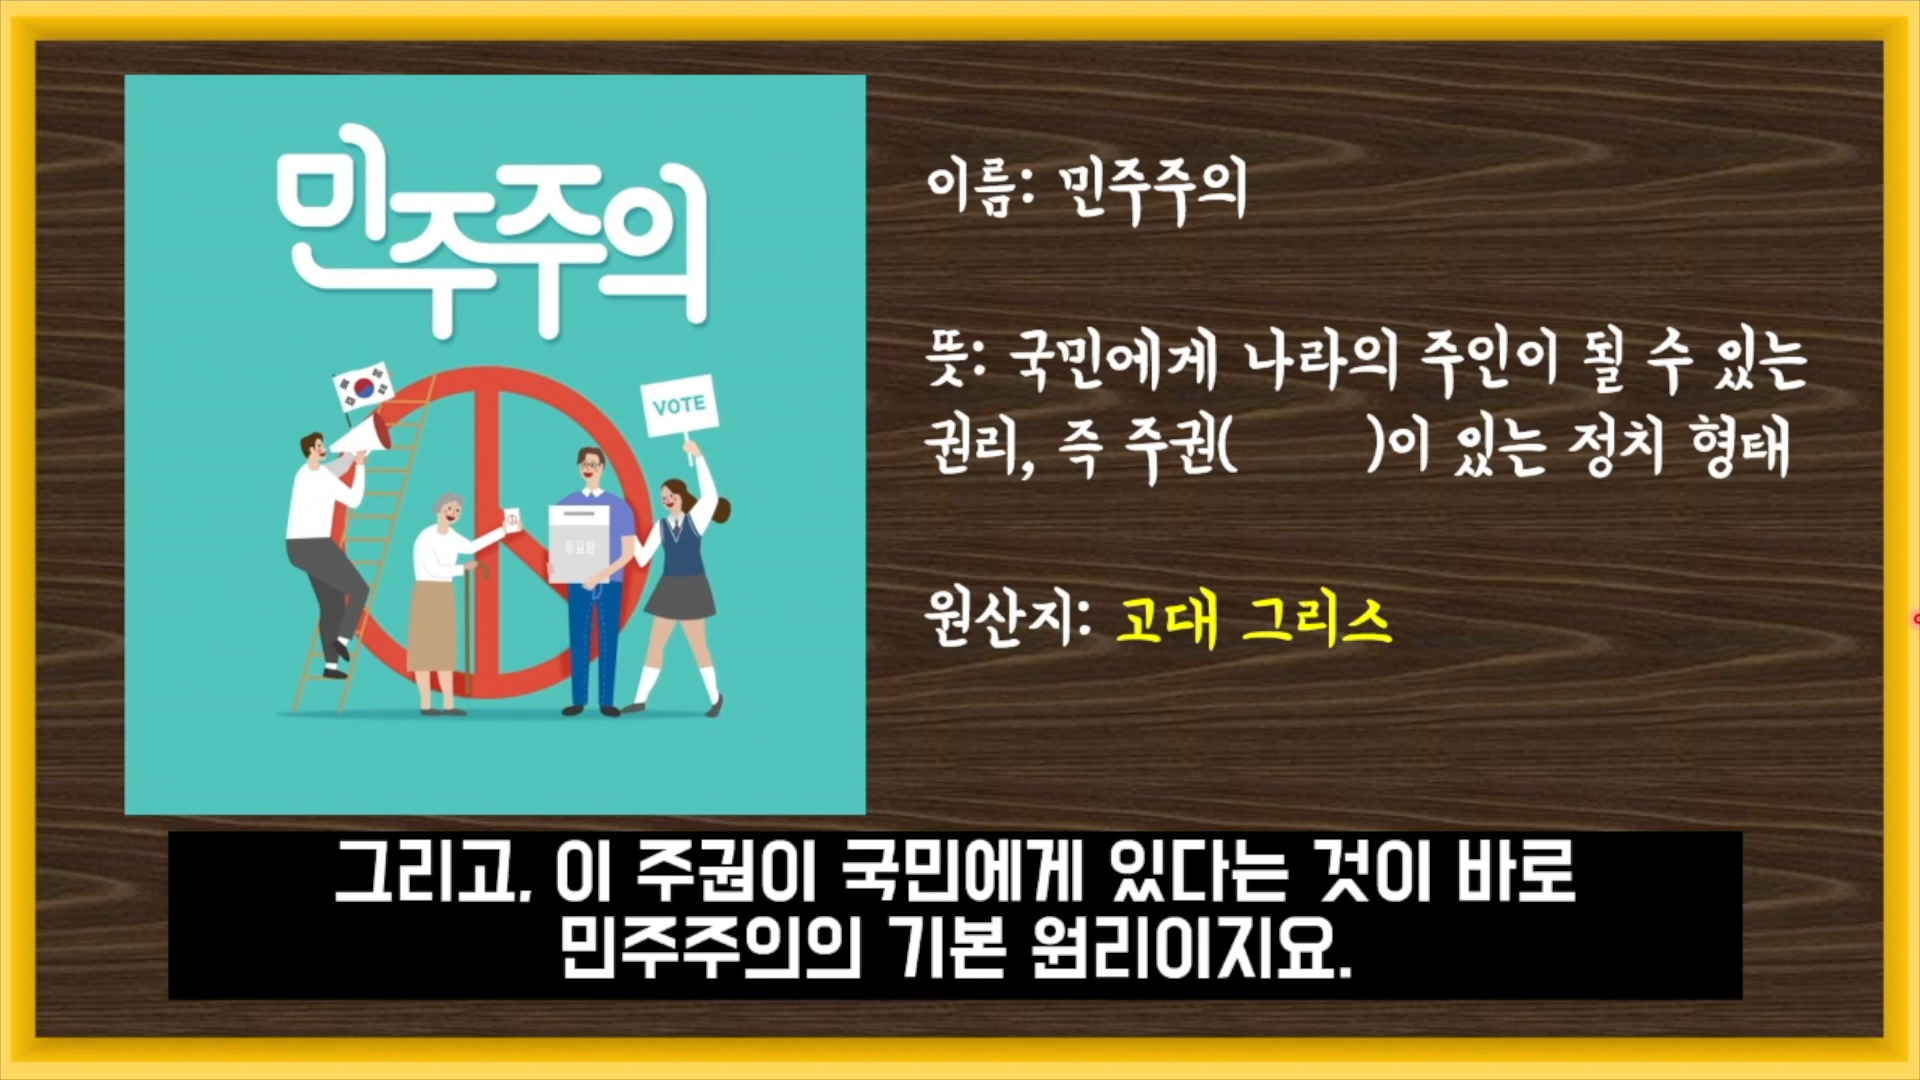 민주주의
VOTE
투표함
이름: 민주주의
뜻: 국민에게 나라의 주인이 될 수 있는
권리, 즉 주권( )이 있는 정치 형태
원산지: 고대 그리스
그리고, 이 주권이 국민에게 있다는 것이 바로
민주주의의 기본 원리이지요.